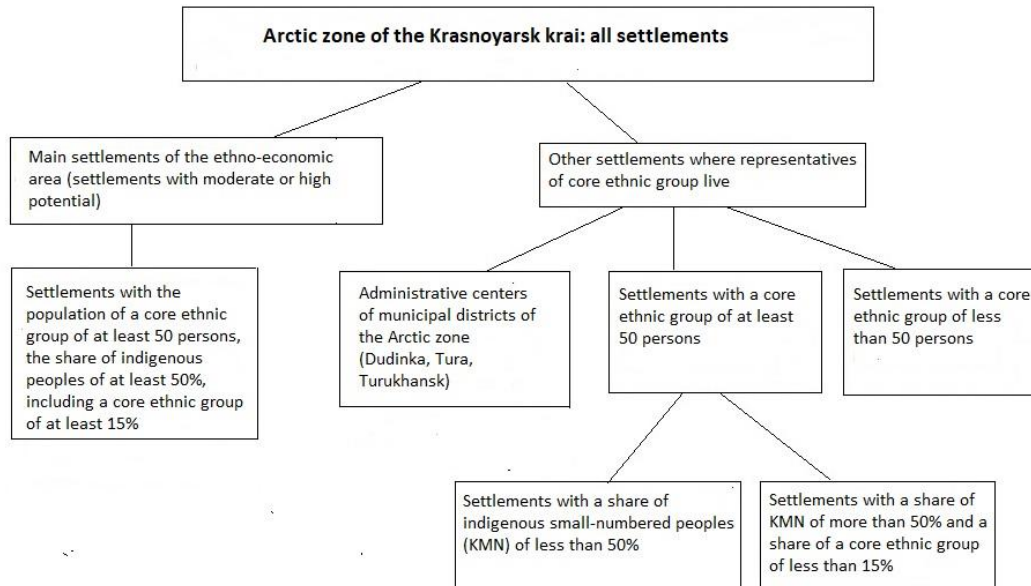 Arctic zone of the Krasnoyarsk krai: all settlements
Main settlements of the ethno-economic
area (settlements with moderate or high
potential)
Other settlements where representatives
of core ethnic group live
Settlements with the
population of a core ethnic
group of at least 50 persons,
the share of indigenous
peoples of at least 50%,
including a core ethnic group
of at least 15%
Administrative centers
of municipal districts of
the Arctic zone
(Dudinka, Tura,
Turukhansk)
Settlements with a core
ethnic group of at least
50 persons
Settlements with a core
ethnic group of less
than 50 persons
Settlements with a share of
indigenous small-numbered peoples
(KMN) of less than 50%
Settlements with a share of
KMN of more than 50% and a
share of a core ethnic group
of less than 15%